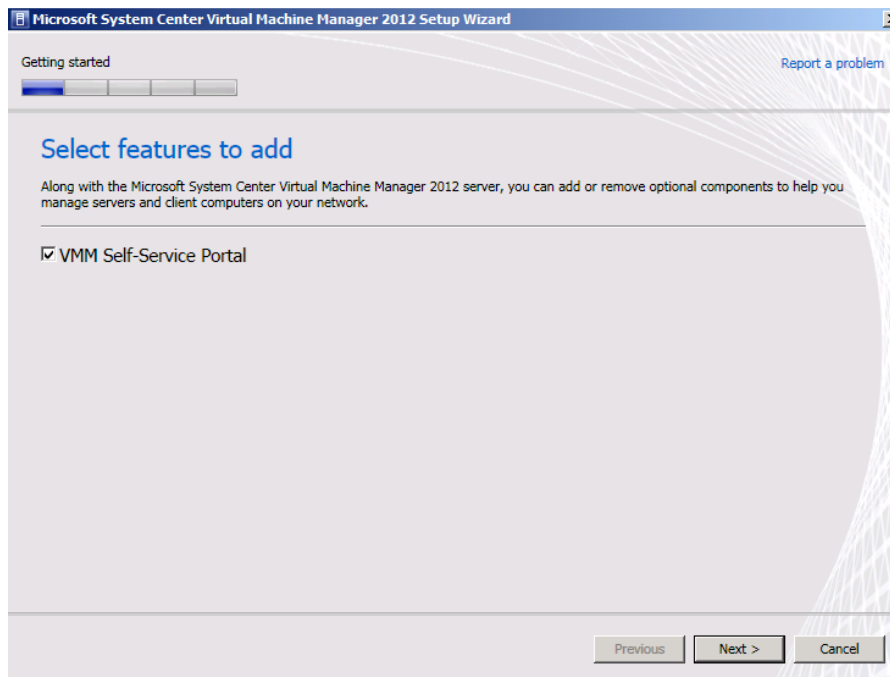 Microsoft System Center Virtual Machine Manager 2012 Setup Wizard
Getting started
Report a problem
Select features to add
Along with the Microsoft System Center Virtual Machine Manager 2012 server, you can add or remove optional components to help you
manage servers and client computers on your network.
VMM Self-Service Portal
Previous
Next >
Cancel